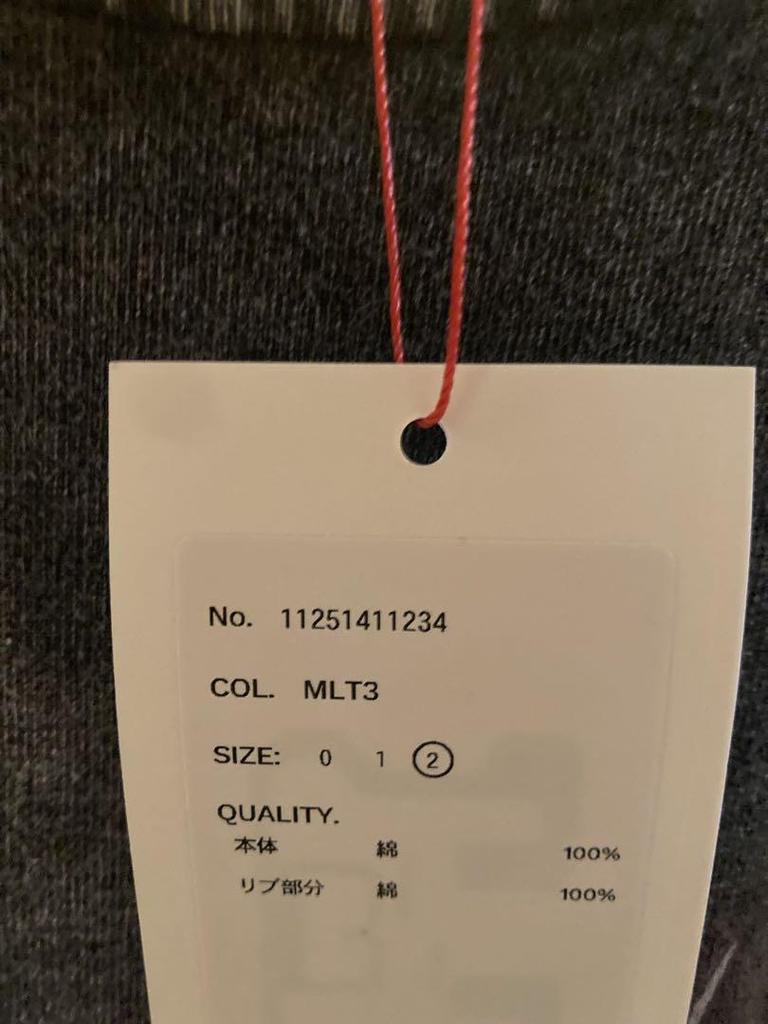 No. 11251411234
COL. MLT3
SIZE: 0 1 2
QUALITY.
本体 綿 100%
リブ部分 綿 100%